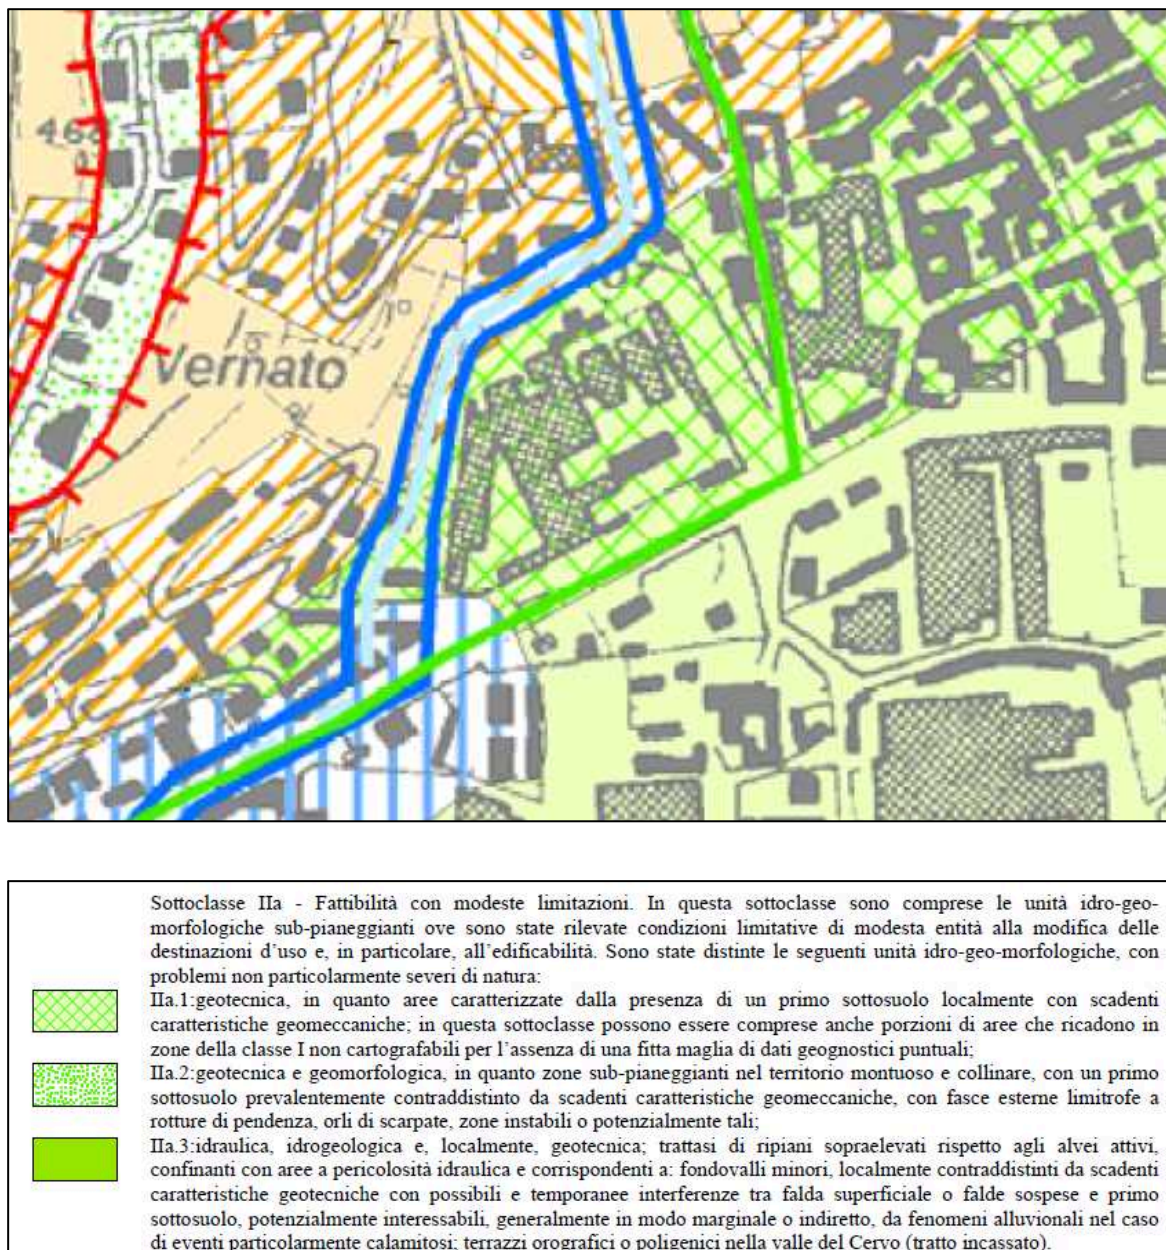 468
Vernato
Sottoclasse IIa - Fattibilità con modeste limitazioni. In questa sottoclasse sono comprese le unità idro-geo-
morfologiche sub-pianeggianti ove sono state rilevate condizioni limitative di modesta entità alla modifica delle
destinazioni d'uso e, in particolare, all'edificabilità. Sono state distinte le seguenti unità idro-geo-morfologiche, con
problemi non particolarmente severi di natura:
IIa.1:geotecnica, in quanto aree caratterizzate dalla presenza di un primo sottosuolo localmente con scadenti
caratteristiche geomeccaniche; in questa sottoclasse possono essere comprese anche porzioni di aree che ricadono in
zone della classe I non cartografabili per l'assenza di una fitta maglia di dati geognostici puntuali;
IIa.2:geotecnica e geomorfologica, in quanto zone sub-pianeggianti nel territorio montuoso e collinare, con un primo
sottosuolo prevalentemente contraddistinto da scadenti caratteristiche geomeccaniche, con fasce esterne limitrofe a
rotture di pendenza, orli di scarpate, zone instabili o potenzialmente tali;
IIa.3:idraulica, idrogeologica e, localmente, geotecnica; trattasi di ripiani sopraelevati rispetto agli alvei attivi,
confinanti con aree a pericolosità idraulica e corrispondenti a: fondovalli minori, localmente contraddistinti da scadenti
caratteristiche geotecniche con possibili e temporanee interferenze tra falda superficiale o falde sospese e primo
sottosuolo, potenzialmente interessabili, generalmente in modo marginale o indiretto, da fenomeni alluvionali nel caso
di eventi particolarmente calamitosi; terrazzi orografici o poligenici nella valle del Cervo (tratto incassato).